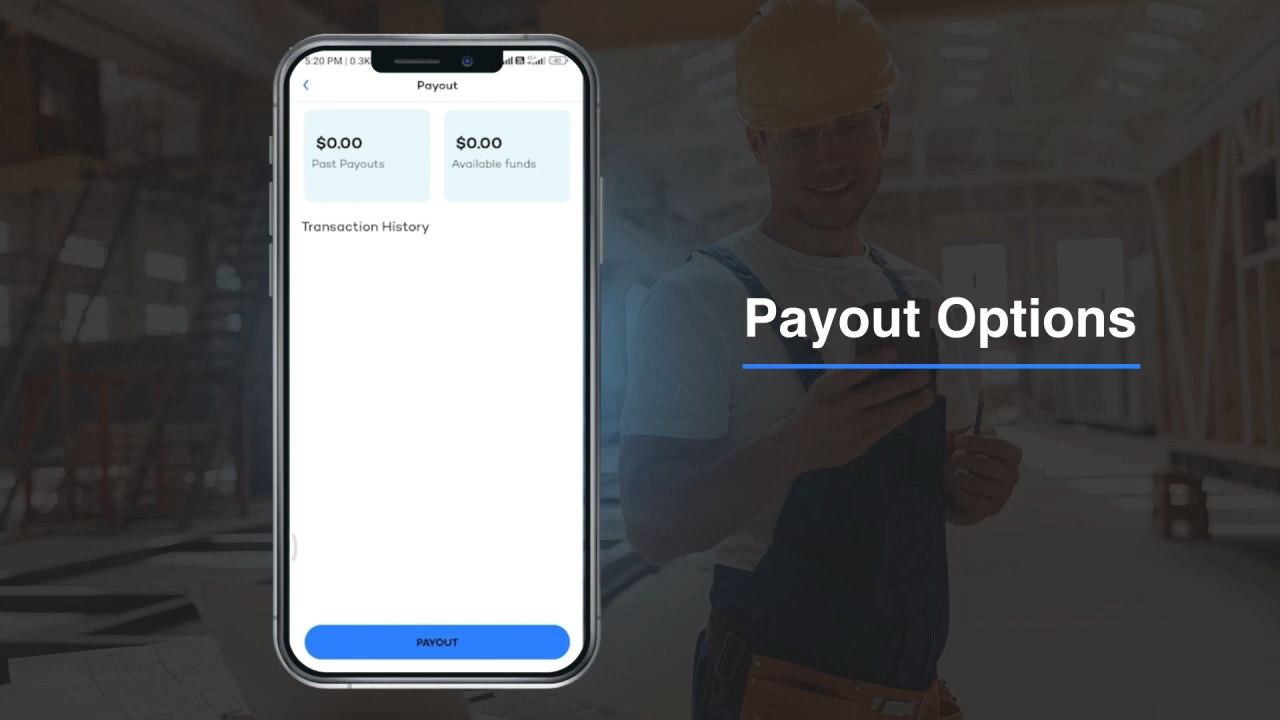 5:20 PM | 0.3K
Payout
$0.00
Past Payouts
$0.00
Available funds
Transaction History
PAYOUT
Payout Options